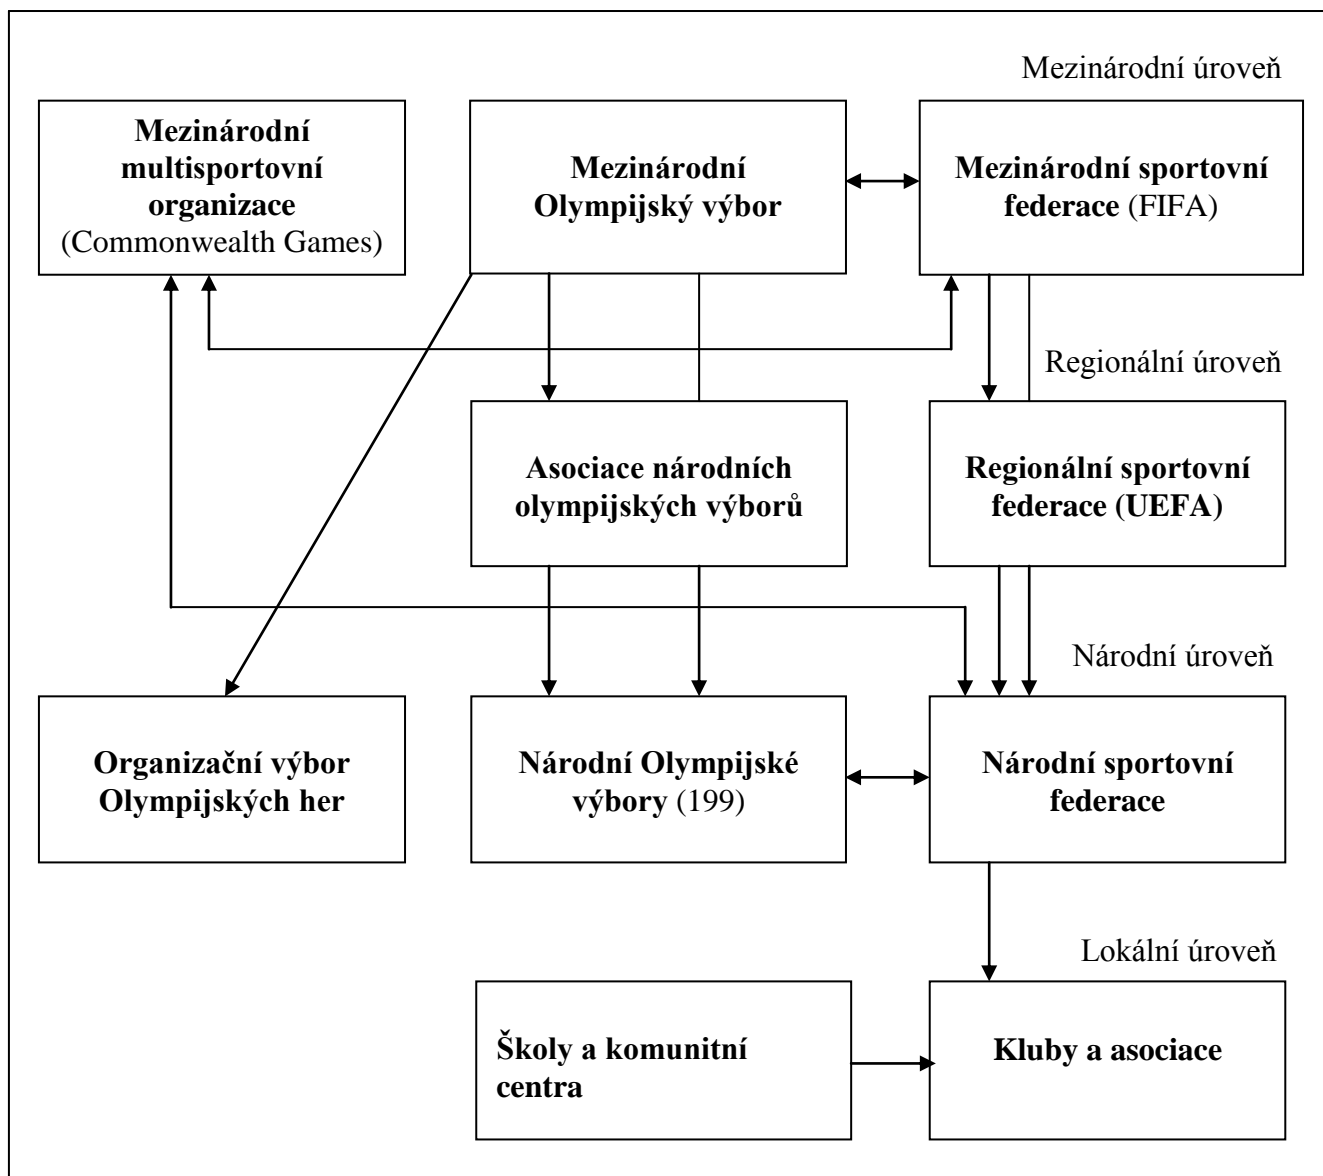 Mezinárodní úroveň
Mezinárodní
multisportovní
organizace
(Commonwealth Games)
Mezinárodní
Olympijský výbor
Mezinárodní sportovní
federace (FIFA)
Regionální úroveň
Asociace národních
olympijských výborů
Regionální sportovní
federace (UEFA)
Národní úroveň
Organizační výbor
Olympijských her
Národní Olympijské
výbory (199)
Národní sportovní
federace
Lokální úroveň
Školy a komunitní
centra
Kluby a asociace